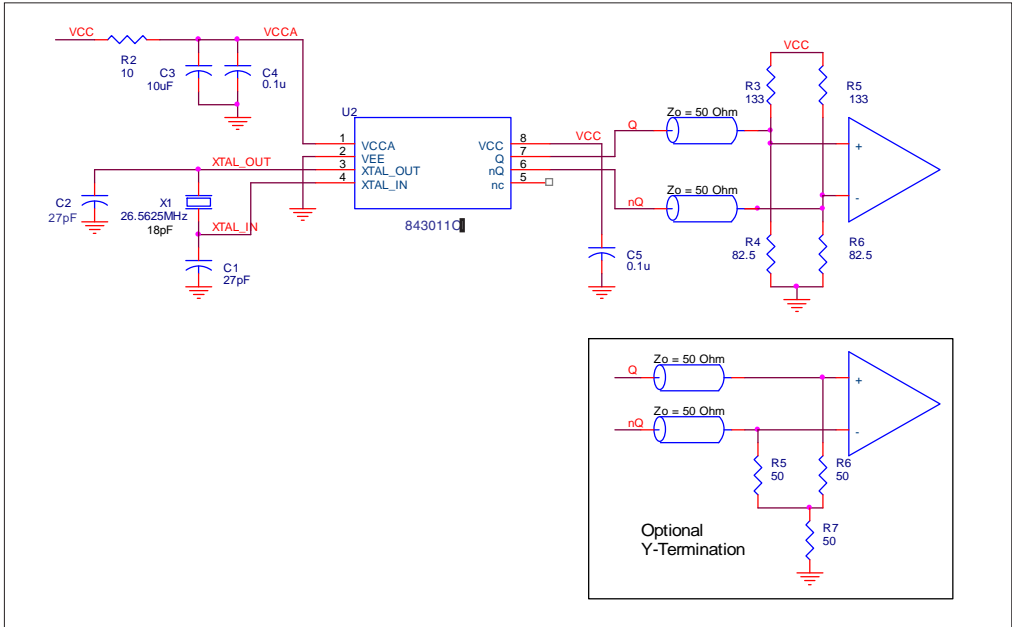 VCC
VCCA
R2
10
C3
10uF
C4
0.1u
U2
1
2
3
4
VCCA
VEE
XTAL_OUT
XTAL_IN
VCC
Q
nQ
nc
8
7
6
5
843011C
XTAL_OUT
C2
27pF
X1
26.5625MHz
18pF
XTAL_IN
C1
27pF
VCC
C5
0.1u
Q
Zo = 50 Ohm
nQ
Zo = 50 Ohm
VCC
R3
133
R5
133
+
-
R4
82.5
R6
82.5
Q
Zo = 50 Ohm
nQ
Zo = 50 Ohm
+
-
R5
50
R6
50
R7
50
Optional
Y-Termination